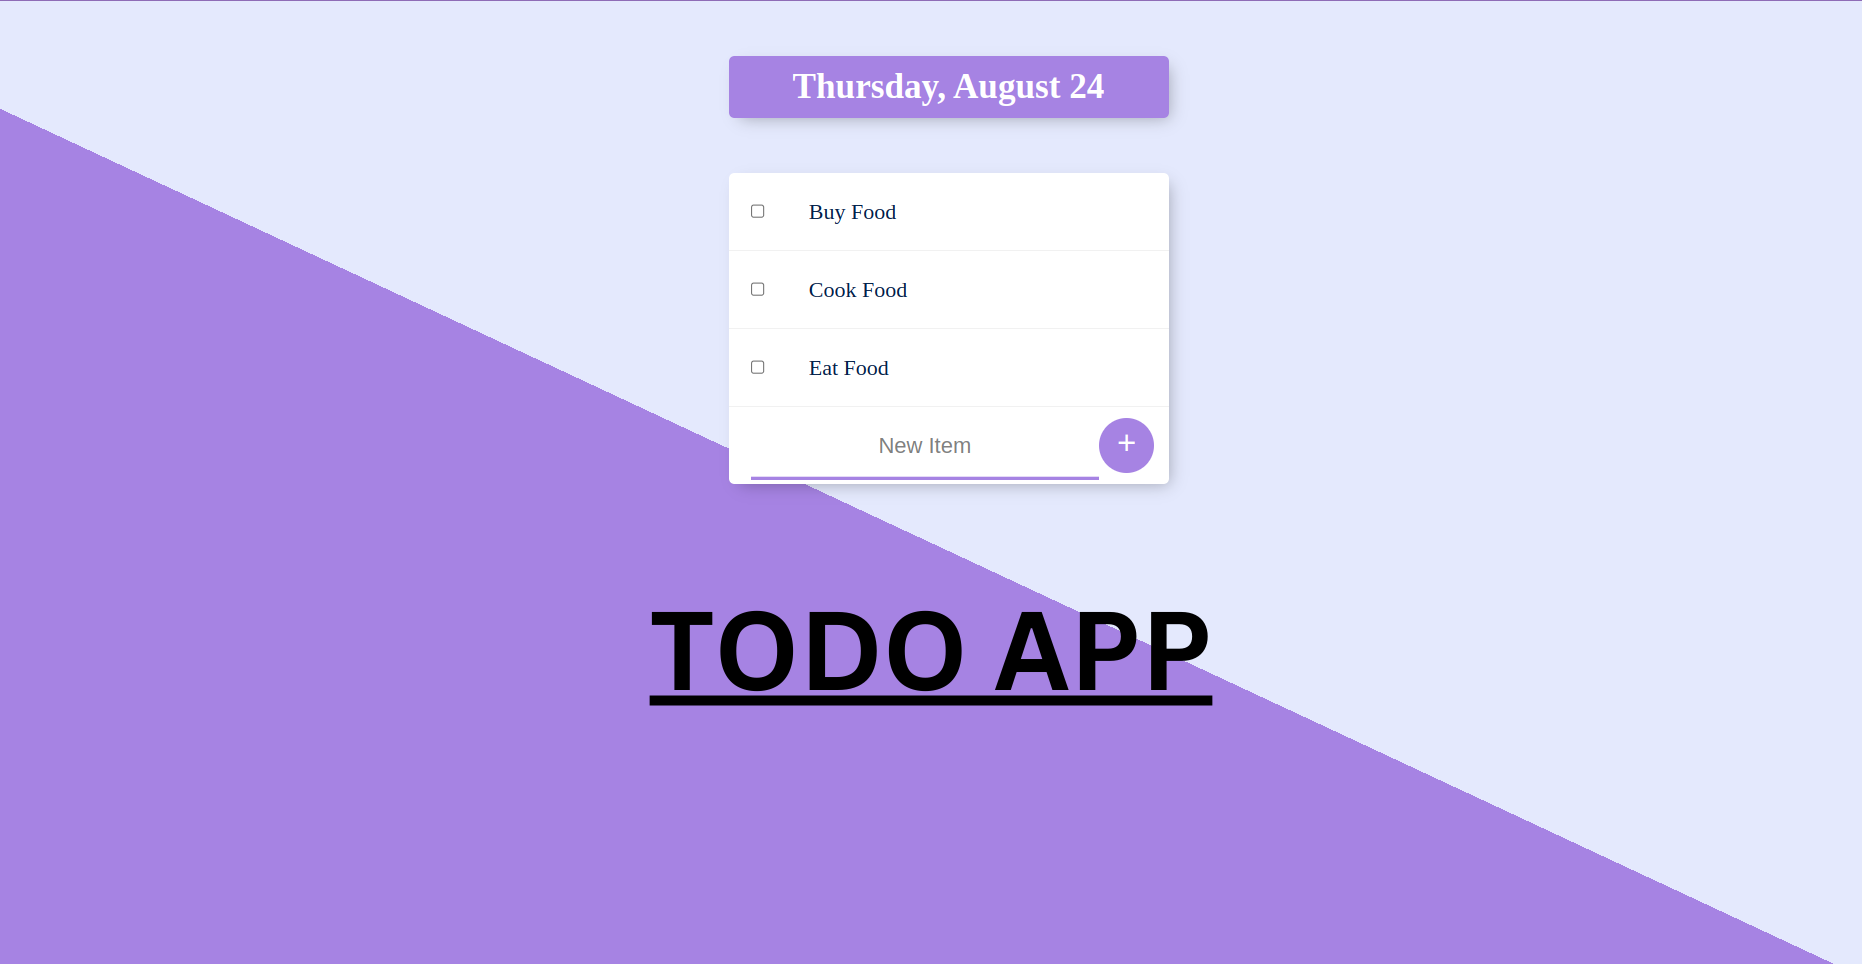 Thursday, August 24
Buy Food
Cook Food
Eat Food
New Item +
TODO APP